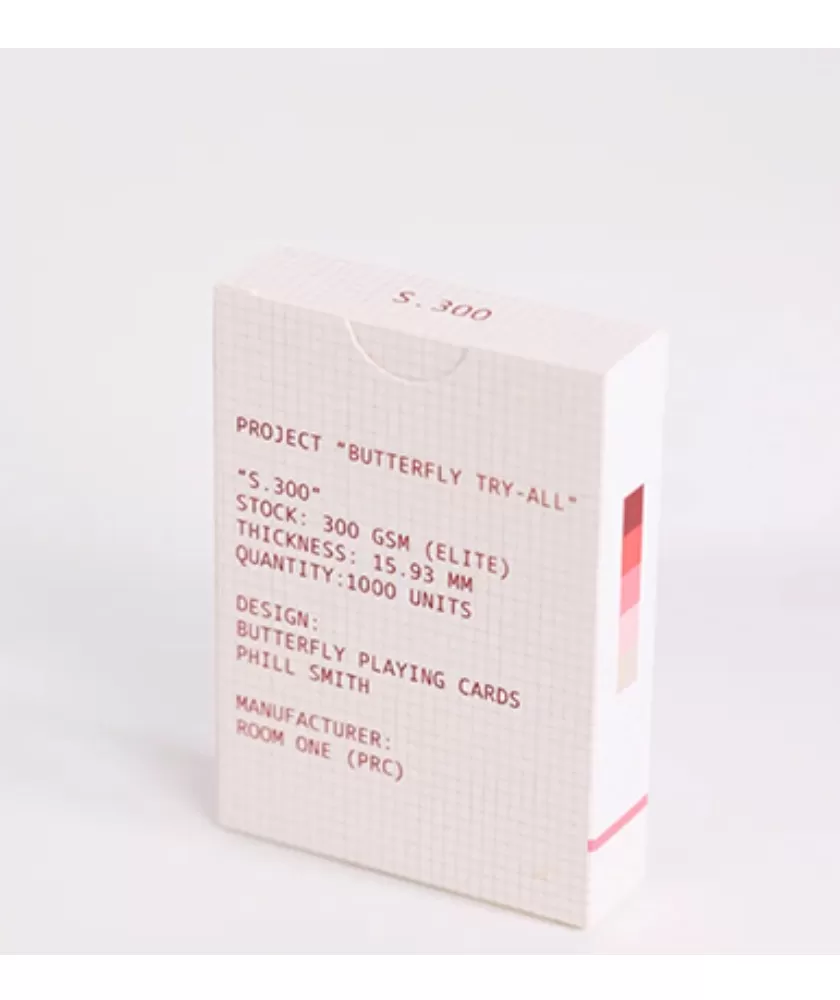 S.300
PROJECT "BUTTERFLY TRY-ALL"
"S.300"
STOCK: 300 GSM (ELITE)
THICKNESS: 15.93 MM
QUANTITY:1000 UNITS
DESIGN:
BUTTERFLY PLAYING CARDS
PHILL SMITH
MANUFACTURER:
ROOM ONE (PRC)